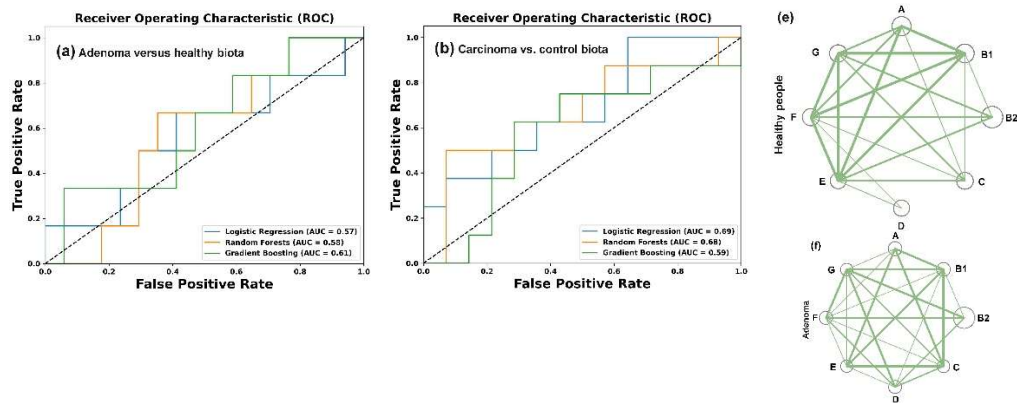 Receiver Operating Characteristic (ROC)
(a) Adenoma versus healthy biota
True Positive Rate
1.0
0.8
0.6
0.4
0.2
0.0
Logistic Regression (AUC = 0.57)
Random Forests (AUC = 0.58)
Gradient Boosting (AUC = 0.61)
0.0 0.2 0.4 0.6 0.8 1.0
False Positive Rate
Receiver Operating Characteristic (ROC)
(b) Carcinoma vs. control biota
True Positive Rate
1.0
0.8
0.6
0.4
0.2
0.0
Logistic Regression (AUC = 0.69)
Random Forests (AUC = 0.68)
Gradient Boosting (AUC = 0.59)
0.0 0.2 0.4 0.6 0.8 1.0
False Positive Rate
(e)
Healthy people
A
G
B1
F
B2
E
C
D
(f)
Adenoma
A
G
B1
F
B2
E
C
D